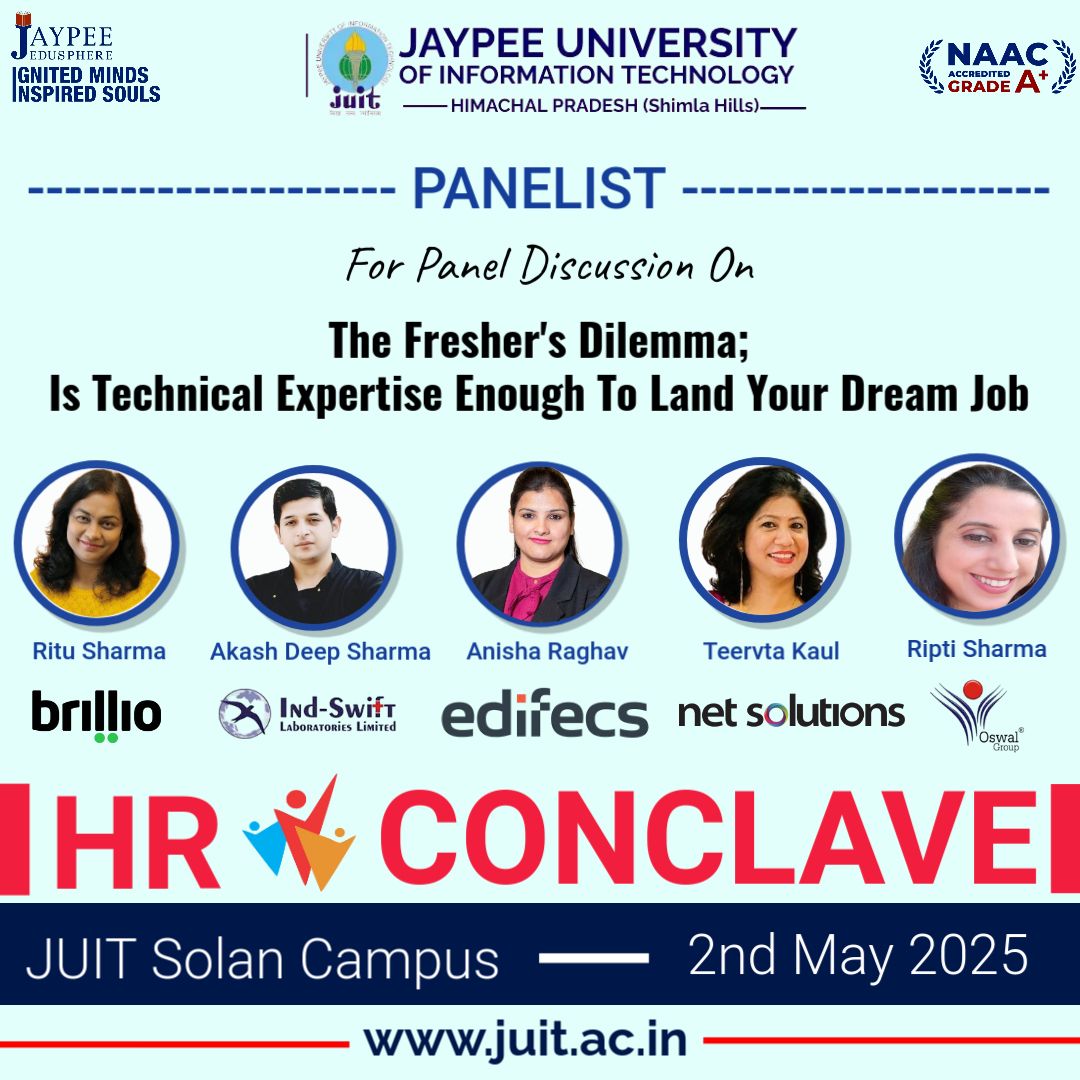 JAYPEE
EDUSPHERE
IGNITED MINDS
INSPIRED SOULS
juit
JAYPEE UNIVERSITY
OF INFORMATION TECHNOLOGY
HIMACHAL PRADESH (Shimla Hills)
NAAC
ACCREDITED
GRADE A+
PANELIST
For Panel Discussion On
The Fresher's Dilemma;
Is Technical Expertise Enough To Land Your Dream Job
Ritu Sharma
Akash Deep Sharma
Anisha Raghav
Teervta Kaul
Ripti Sharma
brillio
Ind-Swift
Laboratories Limited
edifecs
net solutions
Oswal®
Group
HR CONCLAVE
JUIT Solan Campus
2nd May 2025
www.juit.ac.in